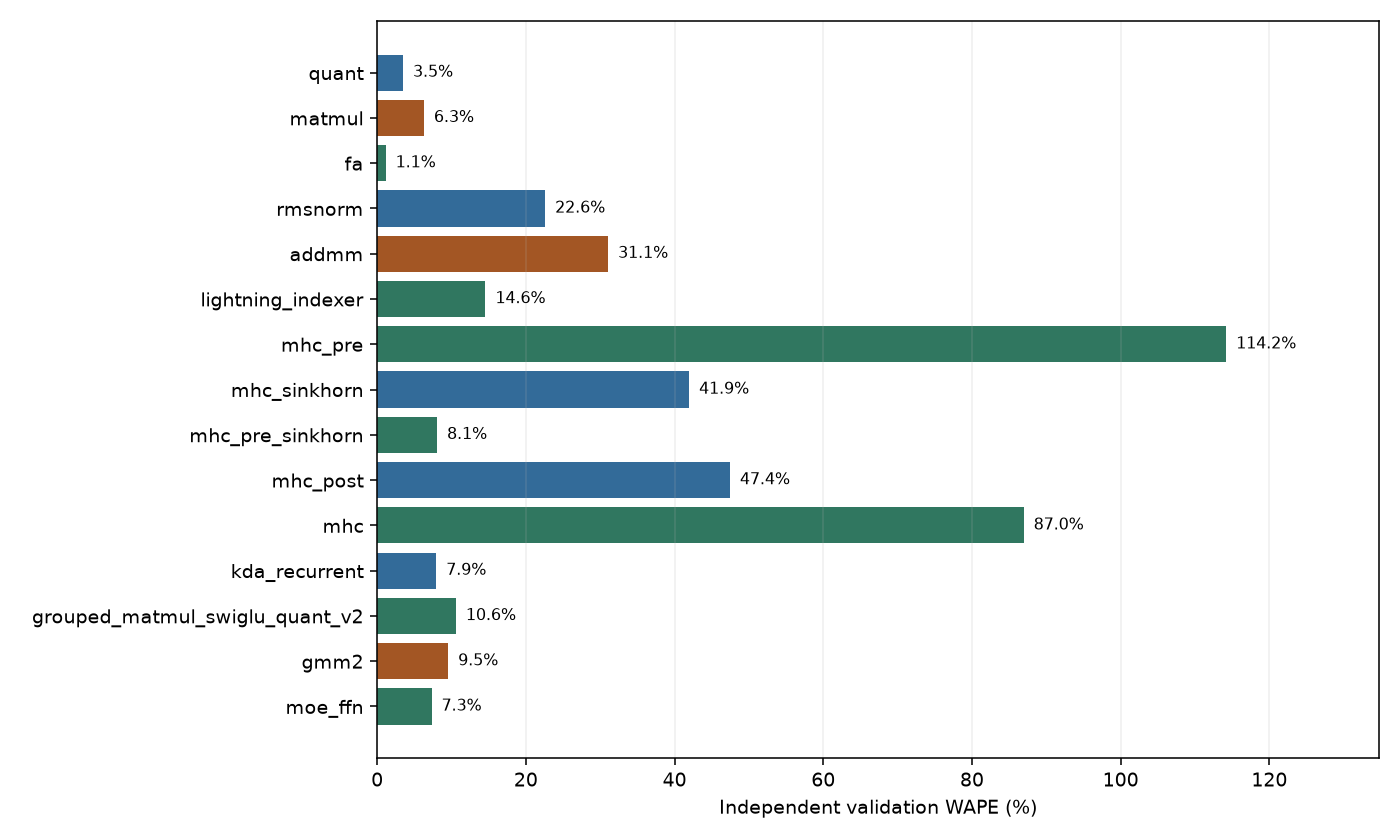 quant 3.5%
matmul 6.3%
fa 1.1%
rmsnorm 22.6%
addmm 31.1%
lightning_indexer 14.6%
mhc_pre 114.2%
mhc_sinkhorn 41.9%
mhc_pre_sinkhorn 8.1%
mhc_post 47.4%
mhc 87.0%
kda_recurrent 7.9%
grouped_matmul_swiglu_quant_v2 10.6%
gmm2 9.5%
moe_ffn 7.3%
0 20 40 60 80 100 120
Independent validation WAPE (%)